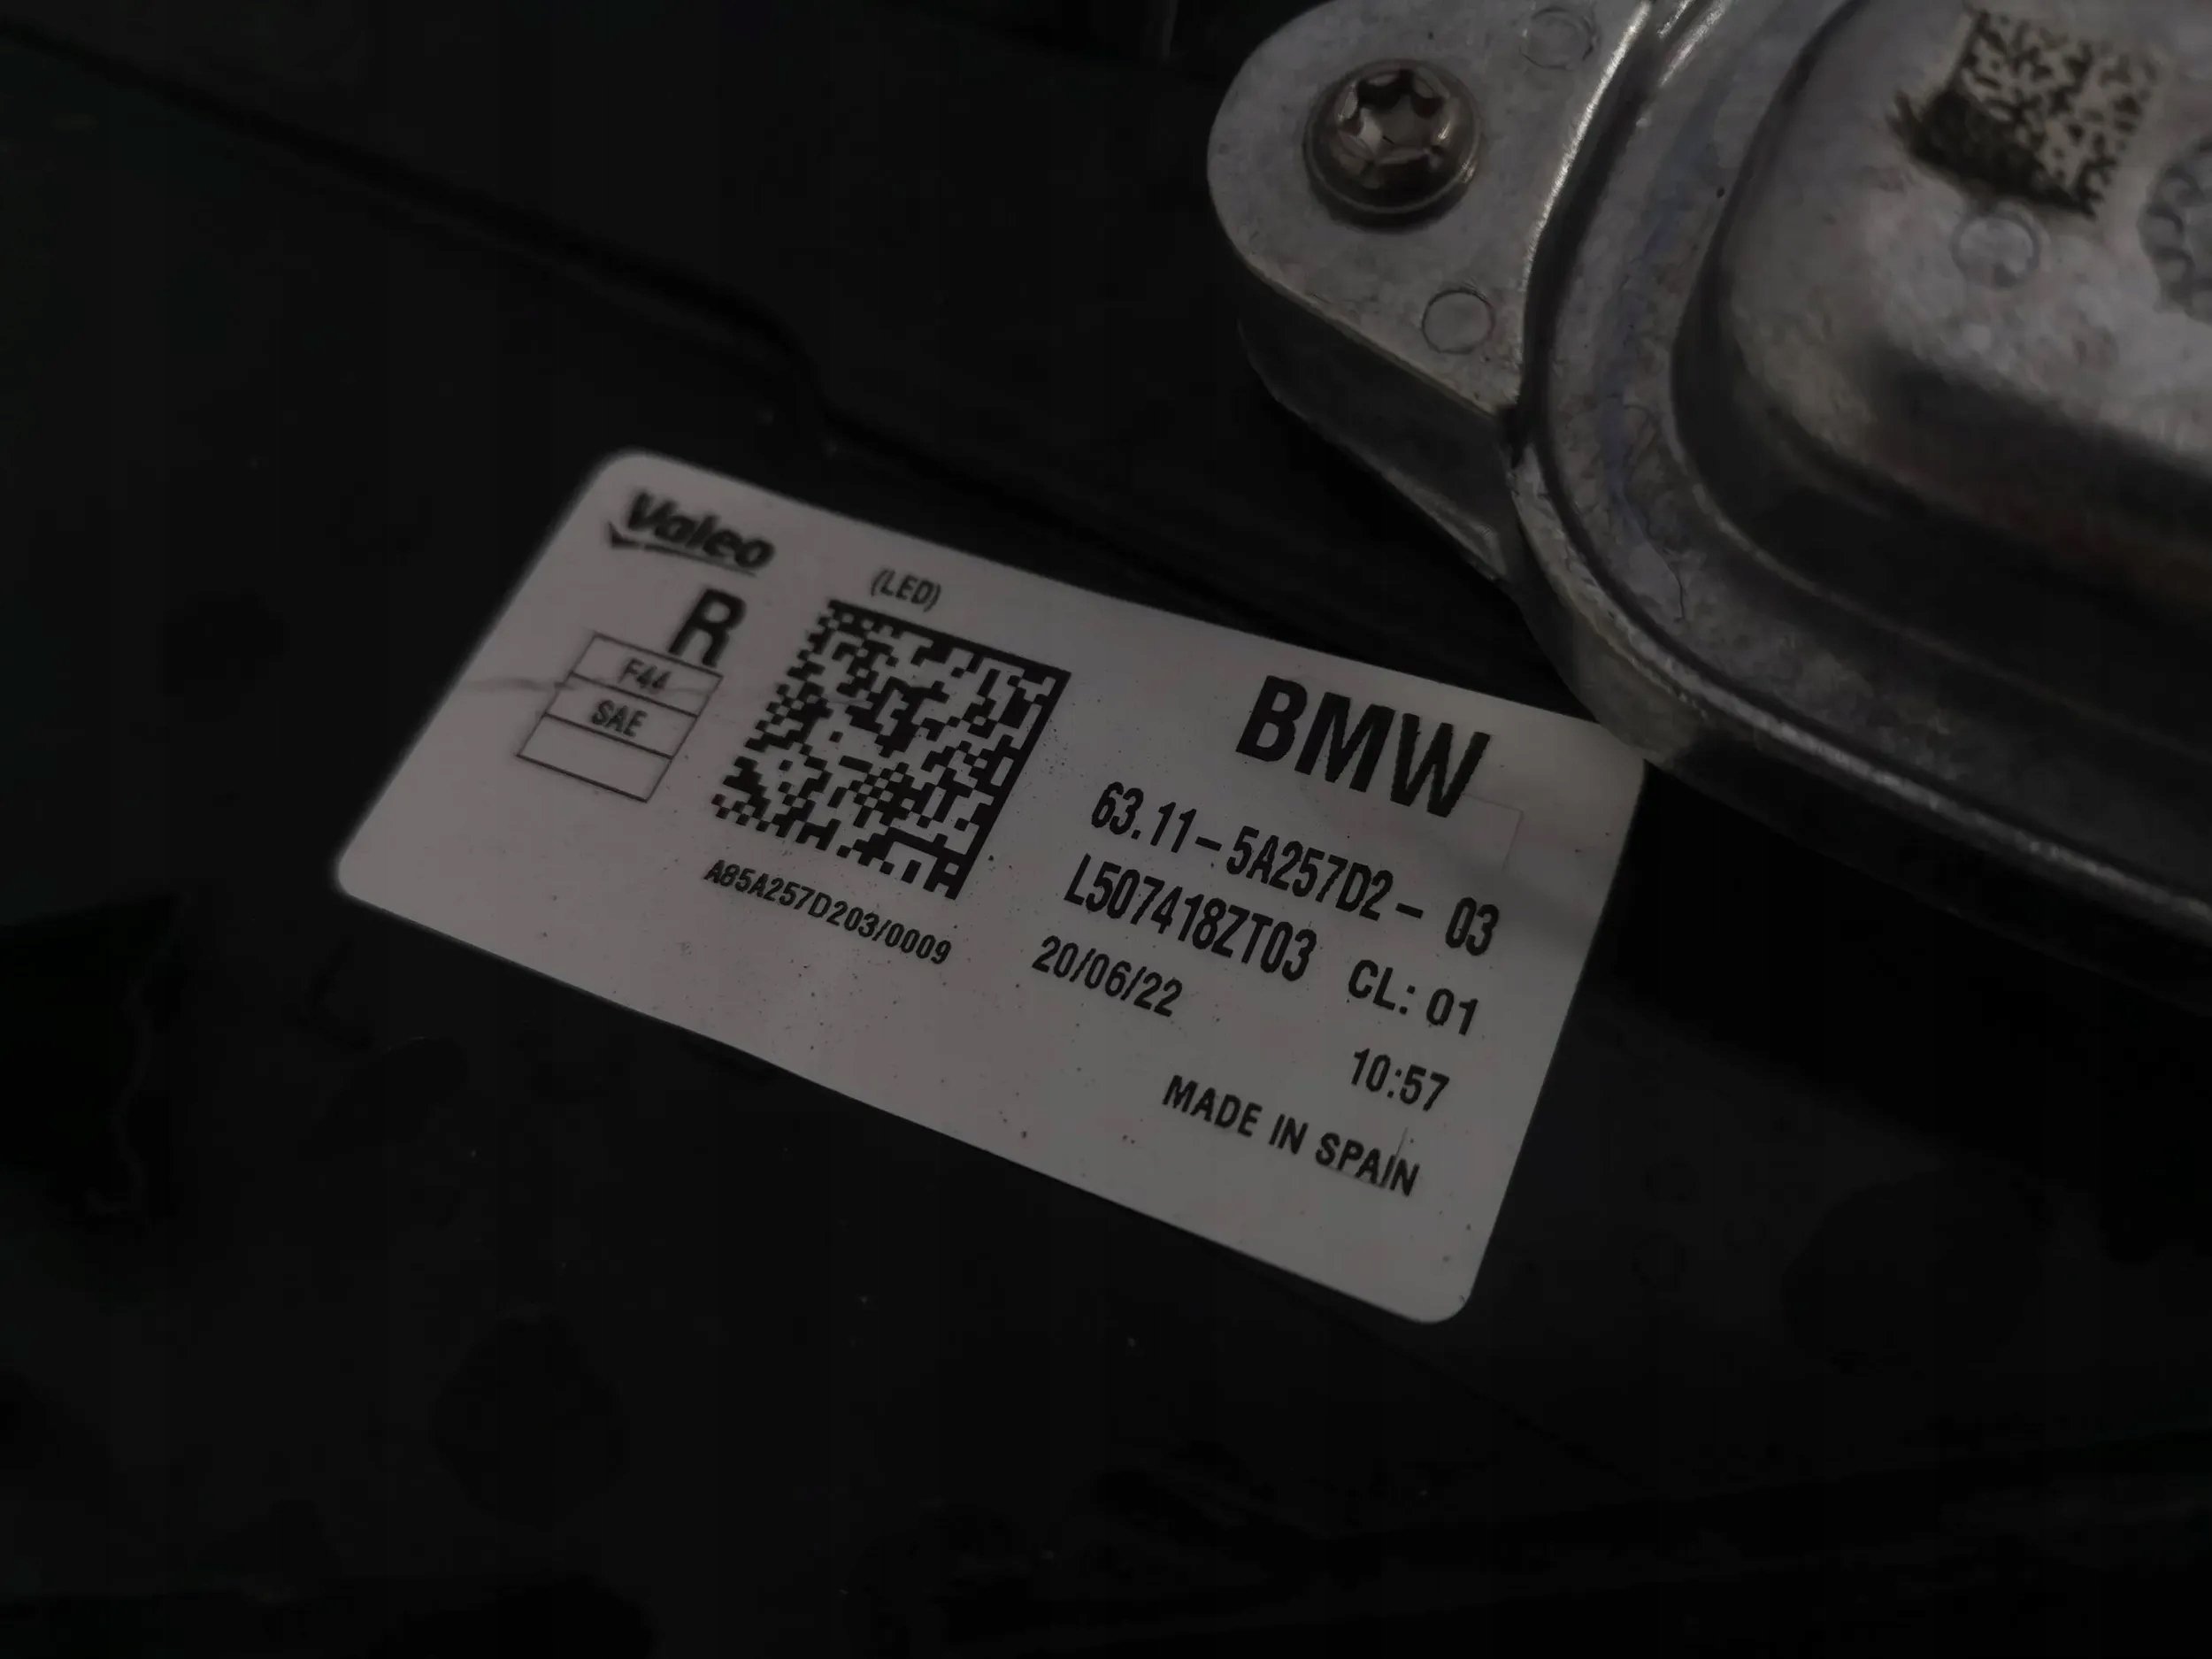 Valeo
(LED)
R
F44
SAE
A85A257D203/0009
BMW
63.11-5A257D2- 03
L507418ZT03 CL: 01
20/06/22 10:57
MADE IN SPAIN